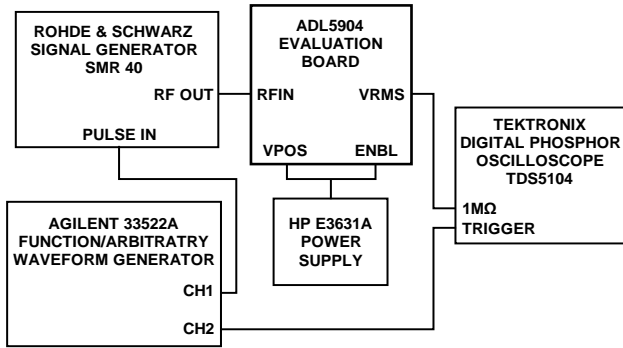 ROHDE & SCHWARZ
SIGNAL GENERATOR
SMR 40
RF OUT
PULSE IN
ADL5904
EVALUATION
BOARD
RFIN
VRMS
VPOS
ENBL
TEKTRONIX
DIGITAL PHOSPHOR
OSCILLOSCOPE
TDS5104
1MΩ
TRIGGER
AGILENT 33522A
FUNCTION/ARBITRATRY
WAVEFORM GENERATOR
CH1
CH2
HP E3631A
POWER
SUPPLY